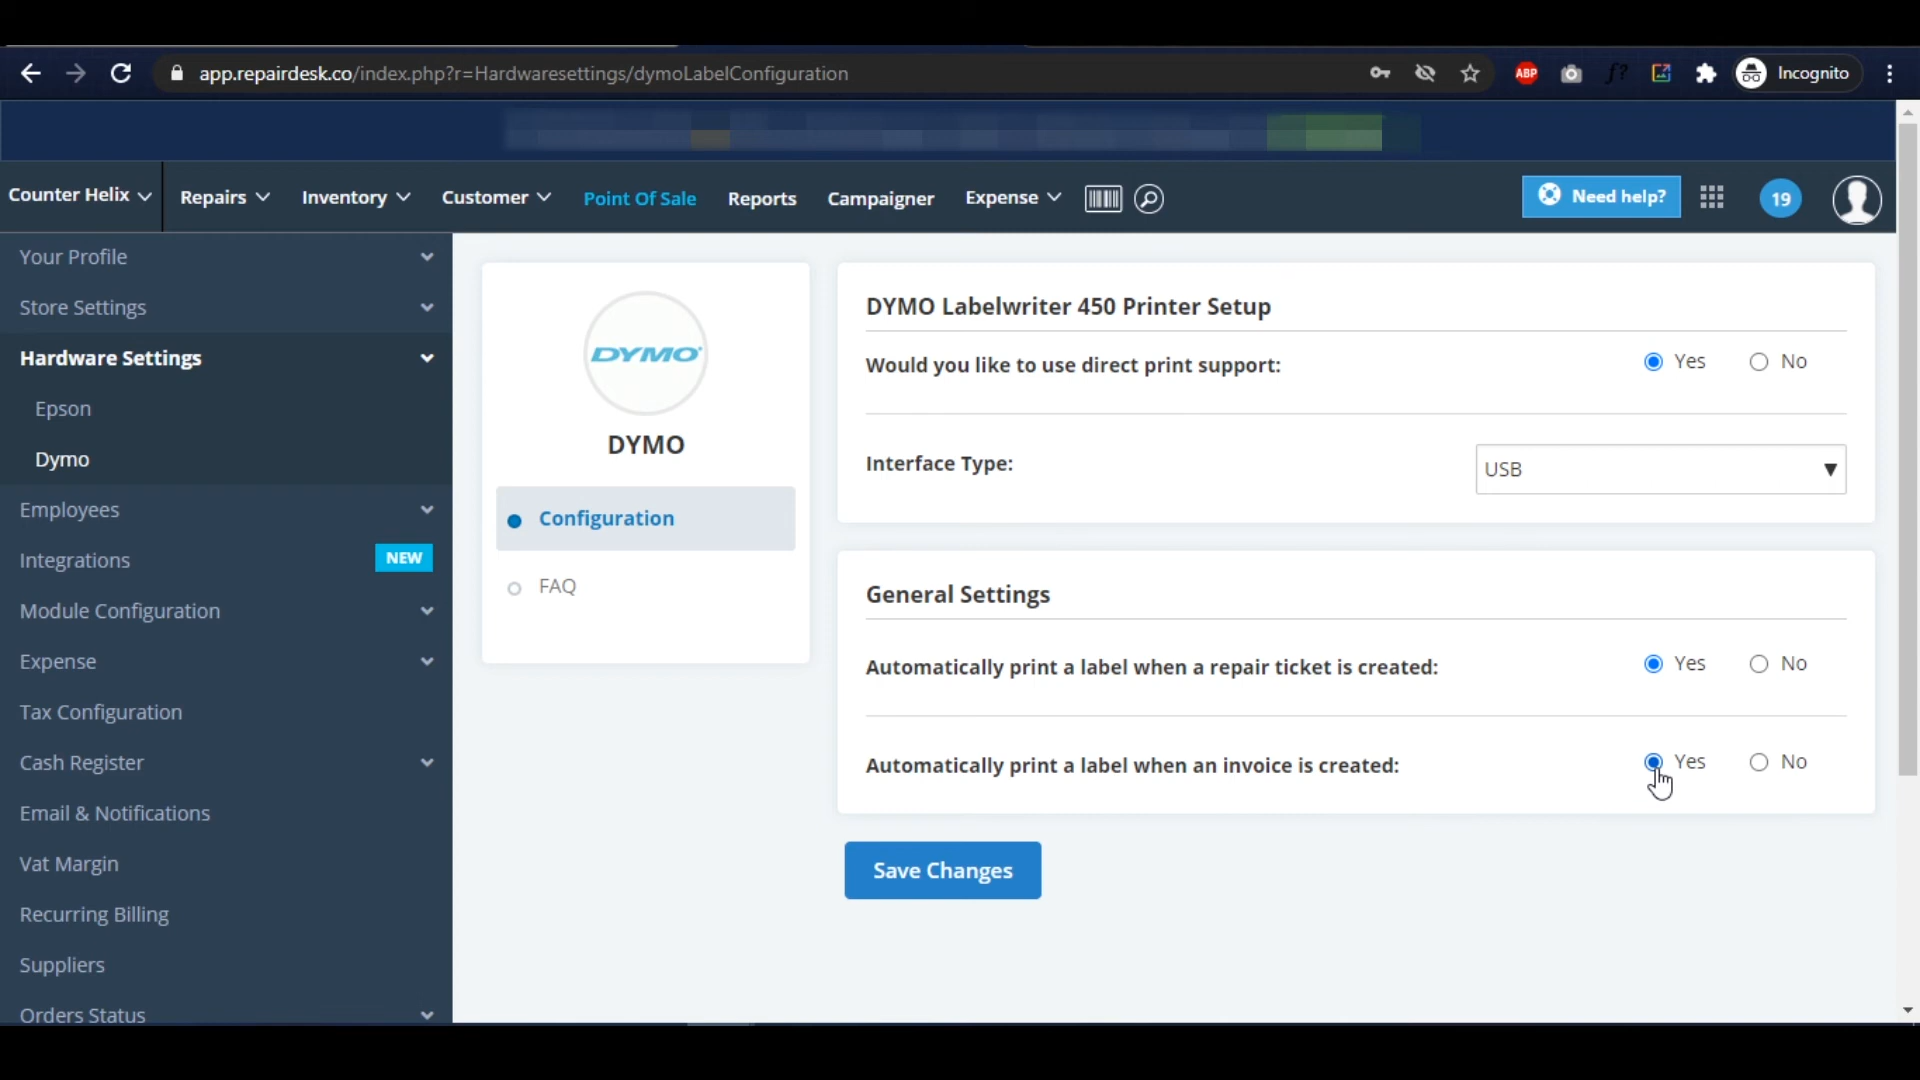 app.repairdesk.co/index.php?r=Hardwaresettings/dymoLabelConfiguration
ABP
f?
Incognito
Counter Helix
Repairs
Inventory
Customer
Point Of Sale
Reports
Campaigner
Expense
Need help?
19
Your Profile
Store Settings
Hardware Settings
Epson
Dymo
Employees
Integrations
NEW
Module Configuration
Expense
Tax Configuration
Cash Register
Email & Notifications
Vat Margin
Recurring Billing
Suppliers
Orders Status
DYMO
DYMO
Configuration
FAQ
DYMO Labelwriter 450 Printer Setup
Would you like to use direct print support:
Yes
No
Interface Type:
USB
General Settings
Automatically print a label when a repair ticket is created:
Yes
No
Automatically print a label when an invoice is created:
Yes
No
Save Changes